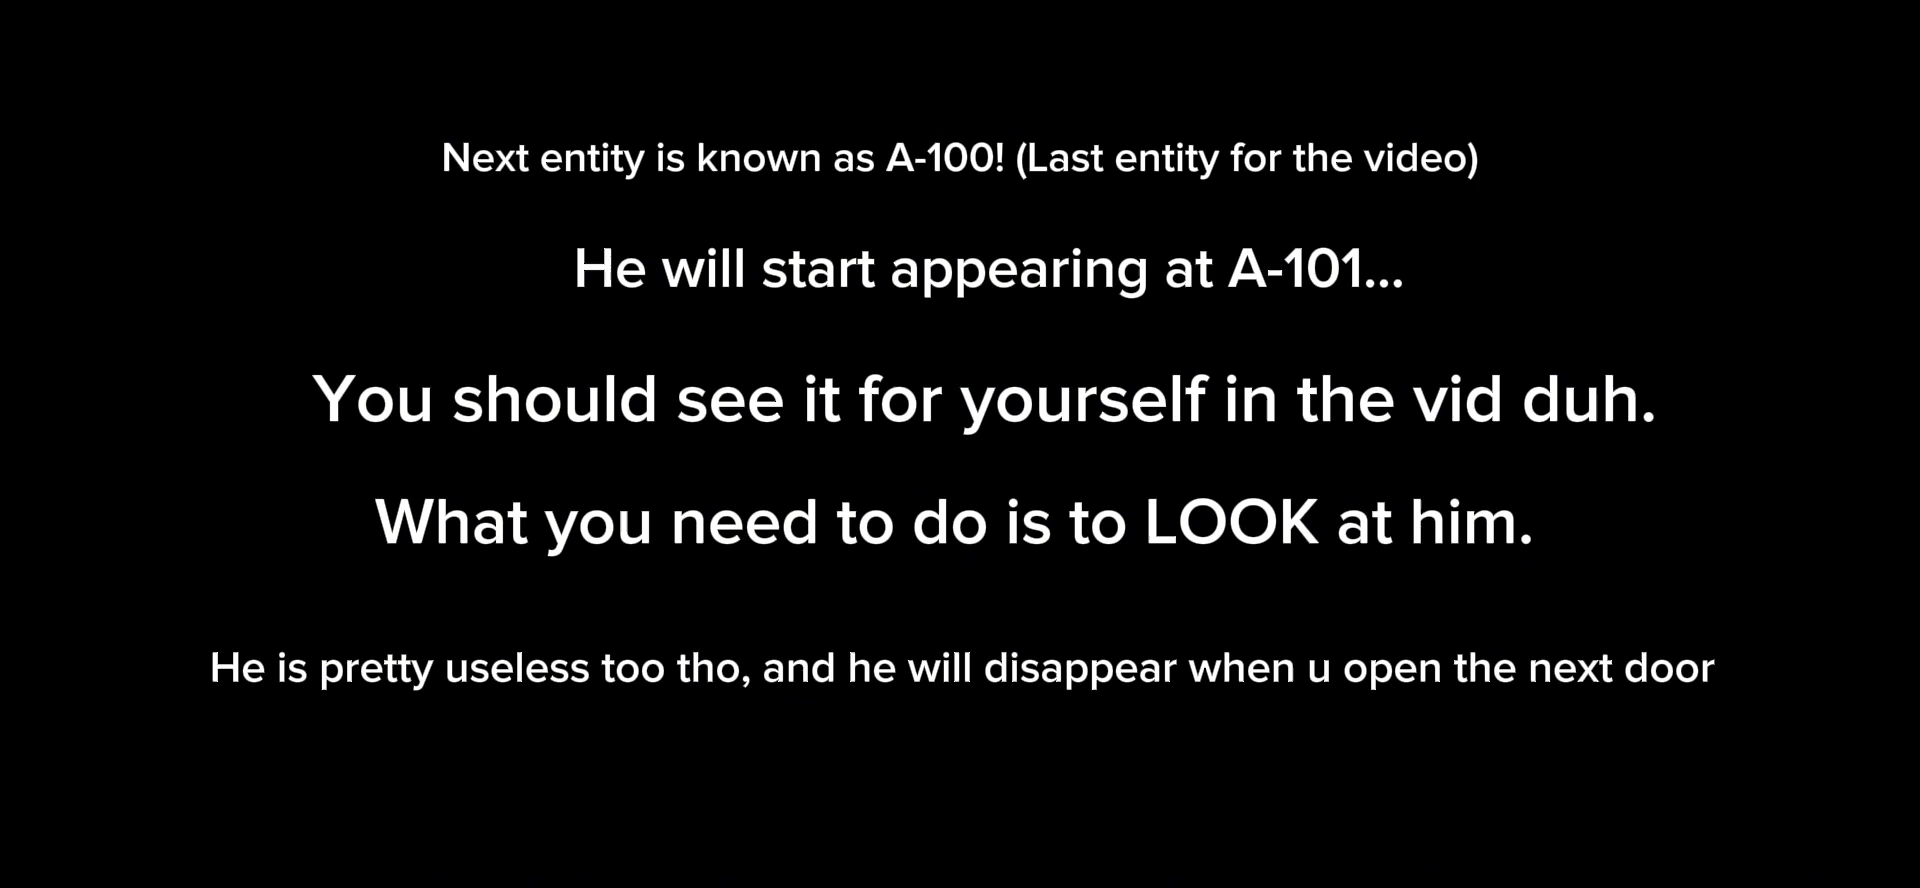 Next entity is known as A-100! (Last entity for the video)
He will start appearing at A-101...
You should see it for yourself in the vid duh.
What you need to do is to LOOK at him.
He is pretty useless too tho, and he will disappear when u open the next door